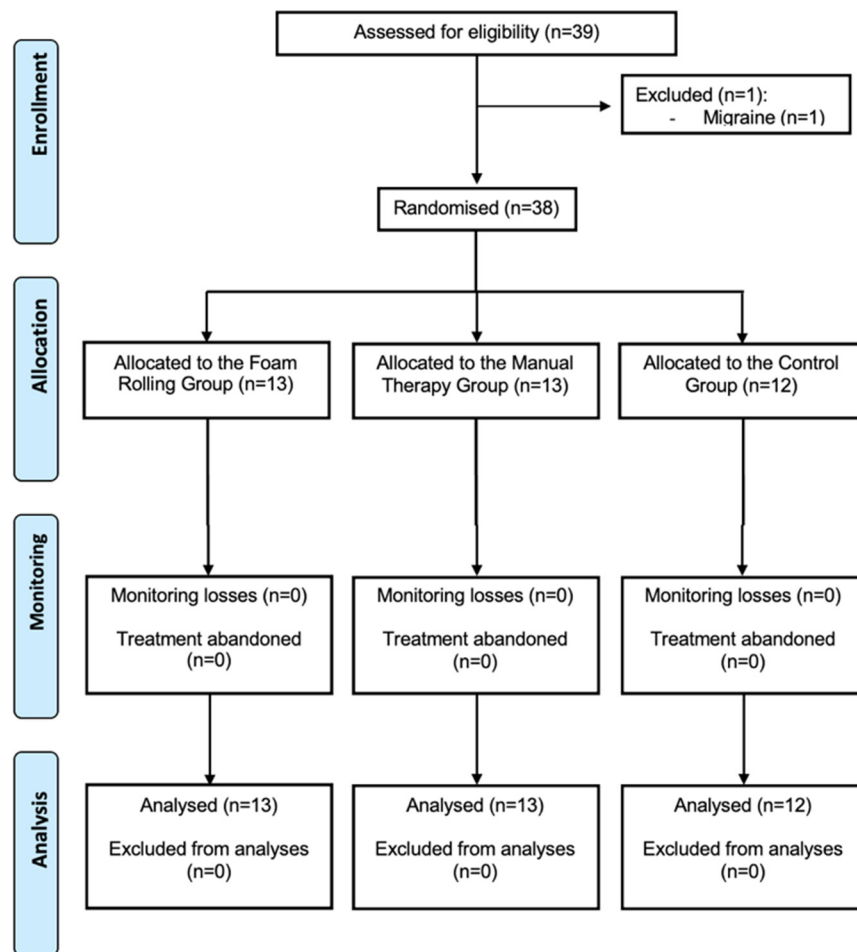 Enrollment
Assessed for eligibility (n=39)
Excluded (n=1):
- Migraine (n=1)
Randomised (n=38)
Allocation
Allocated to the Foam
Rolling Group (n=13)
Allocated to the Manual
Therapy Group (n=13)
Allocated to the Control
Group (n=12)
Monitoring
Monitoring losses (n=0)
Treatment abandoned
(n=0)
Monitoring losses (n=0)
Treatment abandoned
(n=0)
Monitoring losses (n=0)
Treatment abandoned
(n=0)
Analysis
Analysed (n=13)
Excluded from analyses
(n=0)
Analysed (n=13)
Excluded from analyses
(n=0)
Analysed (n=12)
Excluded from analyses
(n=0)